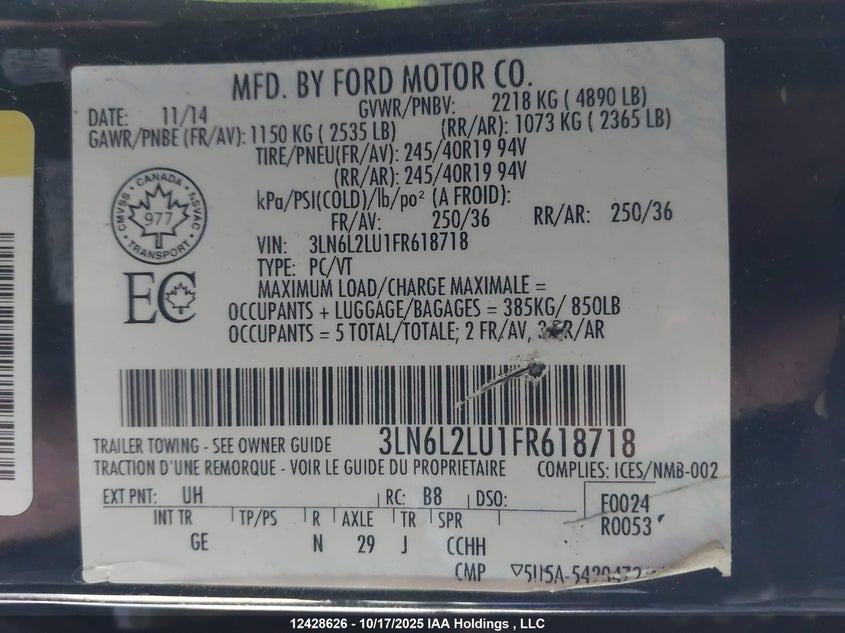 MFD. BY FORD MOTOR CO.
DATE: 11/14 GVWR/PNBV: 2218 KG ( 4890 LB)
GAWR/PNBE (FR/AV): 1150 KG ( 2535 LB) (RR/AR): 1073 KG ( 2365 LB)
TIRE/PNEU(FR/AV): 245/40R19 94V
(RR/AR): 245/40R19 94V
kPa/PSI(COLD)/lb/po² (A FROID):
FR/AV: 250/36 RR/AR: 250/36
CANADA
CMVSS NSVAC
977
TRANSPORT
VIN: 3LN6L2LU1FR618718
TYPE: PC/VT
EC
MAXIMUM LOAD/CHARGE MAXIMALE =
OCCUPANTS + LUGGAGE/BAGAGES = 385KG/ 850LB
OCCUPANTS = 5 TOTAL/TOTALE; 2 FR/AV, RR/AR
3LN6L2LU1FR618718
TRAILER TOWING - SEE OWNER GUIDE
TRACTION D'UNE REMORQUE - VOIR LE GUIDE DU PROPRIETAIRE COMPLIES: ICES/NMB-002
EXT PNT: UH RC: B8 DSO: F0024
R0053
INT TR TP/PS R AXLE TR SPR
GE N 29 J CCHH
CMP
12428626 - 10/17/2025 IAA Holdings , LLC